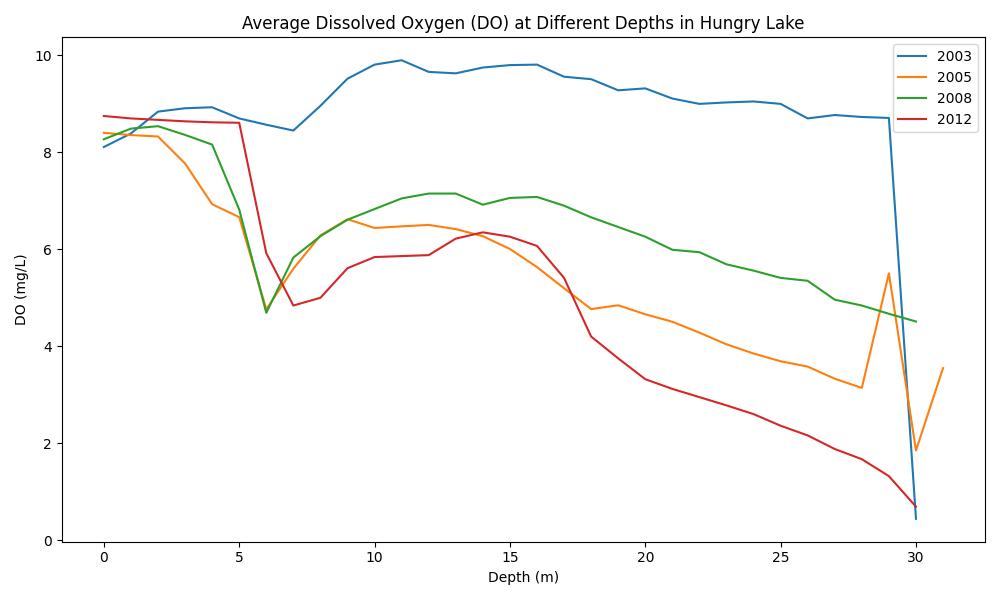 Average Dissolved Oxygen (DO) at Different Depths in Hungry Lake
2003
2005
2008
2012
10
8
6
4
2
0
DO (mg/L)
0 5 10 15 20 25 30
Depth (m)